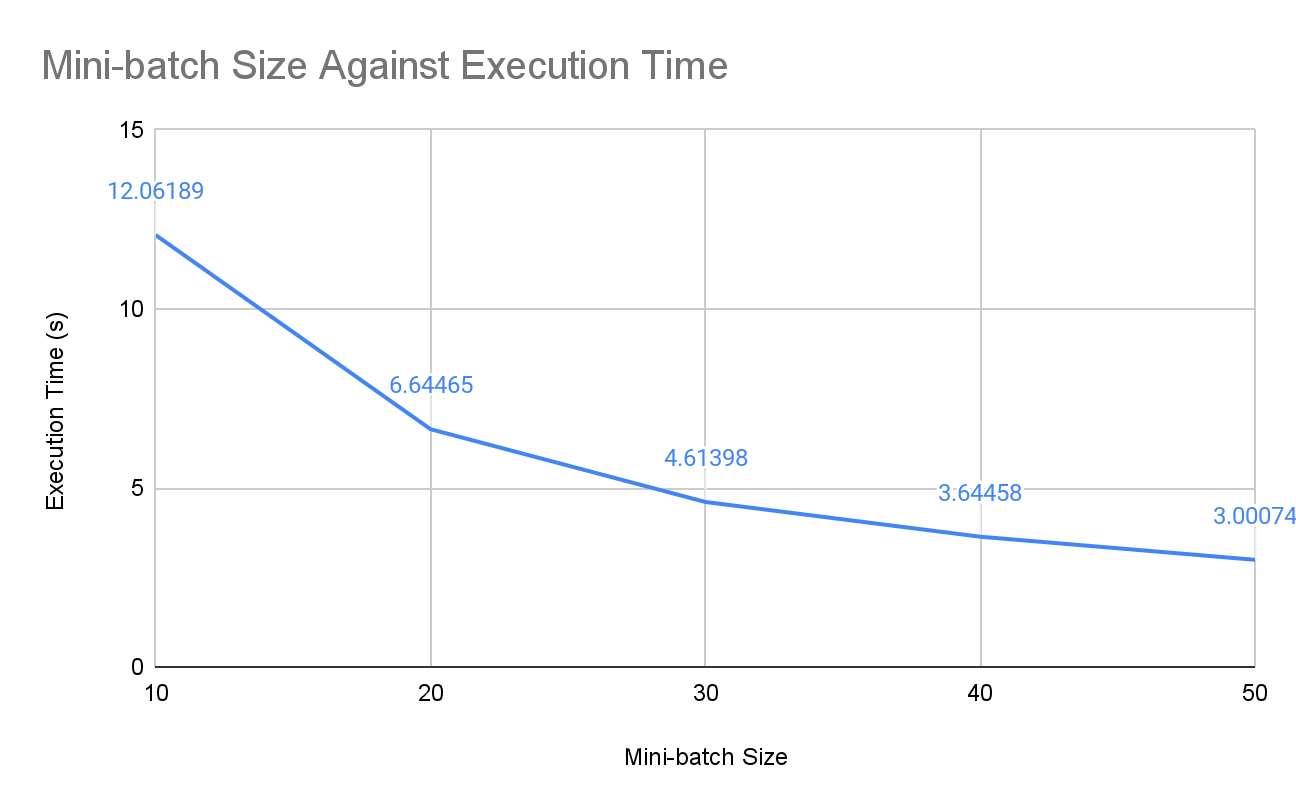 Mini-batch Size Against Execution Time
15
12.06189
10
6.64465
4.61398
5
3.64458
3.00074
0
10 20 30 40 50
Execution Time (s)
Mini-batch Size